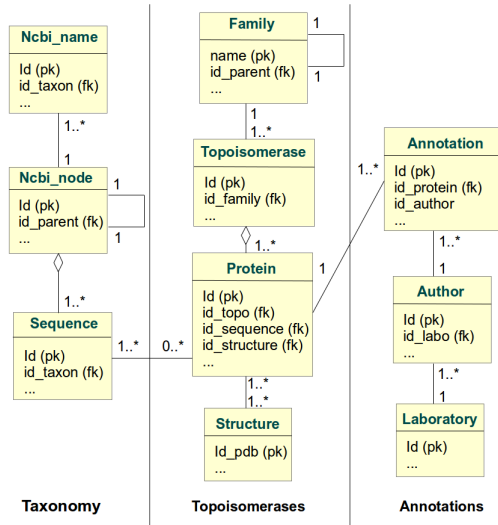 Ncbi_name
Id (pk)
id_taxon (fk)
...
1..*
1
Ncbi_node
Id (pk)
id_parent (fk)
...
1
1
1..*
Sequence
Id (pk)
id_taxon (fk)
...
1..*
0..*
Taxonomy
Family
name (pk)
id_parent (fk)
...
1
1
1
1..*
Topoisomerase
Id (pk)
id_family (fk)
...
1..*
Protein
Id (pk)
id_topo (fk)
id_sequence (fk)
id_structure (fk)
...
1
1..*
1..*
Structure
Id_pdb (pk)
...
Topoisomerases
1..*
Annotation
Id (pk)
id_protein (fk)
id_author
...
1..*
1
Author
Id (pk)
id_labo (fk)
...
1..*
1
Laboratory
Id (pk)
...
Annotations